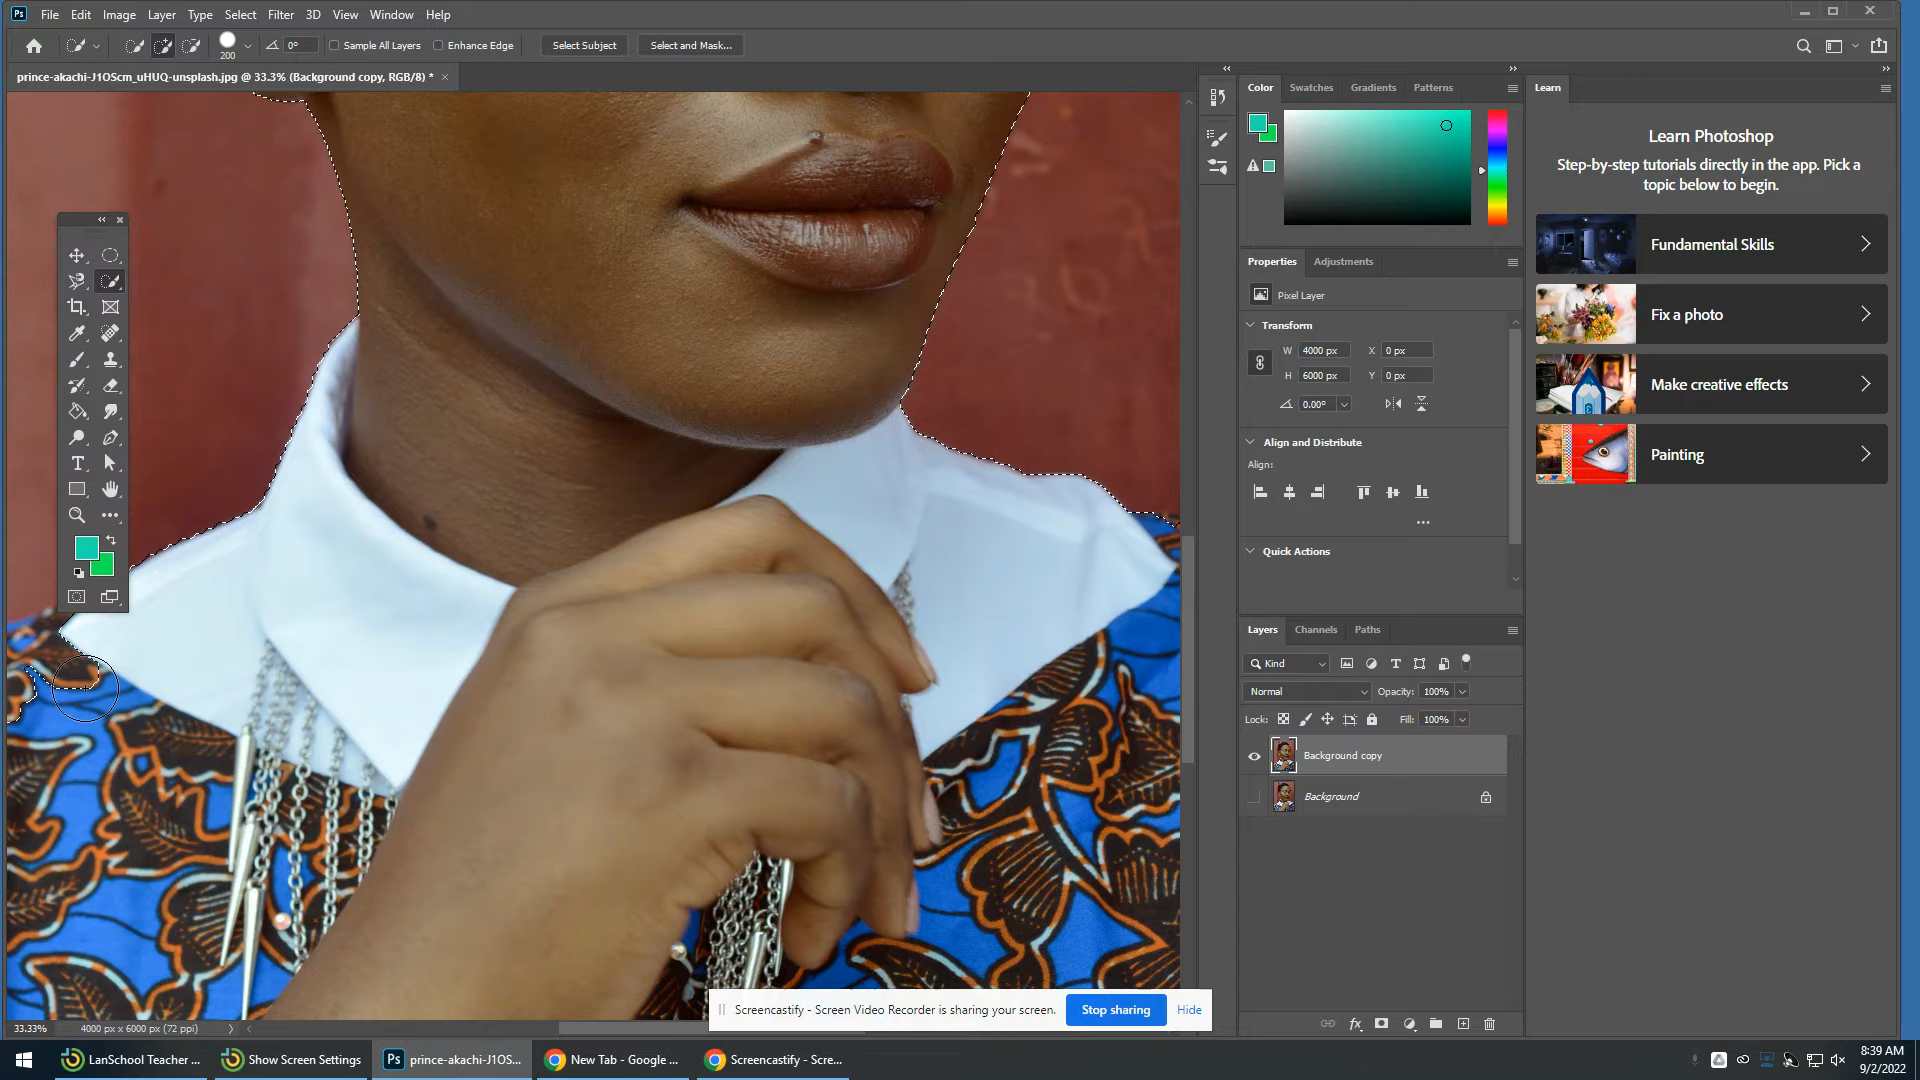 Ps File Edit Image Layer Type Select Filter 3D View Window Help
200 0° Sample All Layers Enhance Edge Select Subject Select and Mask...
prince-akachi-J1OScm_uHUQ-unsplash.jpg @ 33.3% (Background copy, RGB/8) *
Color Swatches Gradients Patterns
Learn
Learn Photoshop
Step-by-step tutorials directly in the app. Pick a
topic below to begin.
Fundamental Skills
Fix a photo
Make creative effects
Painting
Properties Adjustments
Pixel Layer
Transform
W 4000 px X 0 px
H 6000 px Y 0 px
0.00°
Align and Distribute
Align:
Quick Actions
Layers Channels Paths
Kind
Normal Opacity: 100%
Lock: Fill: 100%
Background copy
Background
33.33% 4000 px x 6000 px (72 ppi)
Screencastify - Screen Video Recorder is sharing your screen. Stop sharing Hide
LanSchool Teacher ... Show Screen Settings Ps prince-akachi-J1OS... New Tab - Google ... Screencastify - Scre...
8:39 AM
9/2/2022